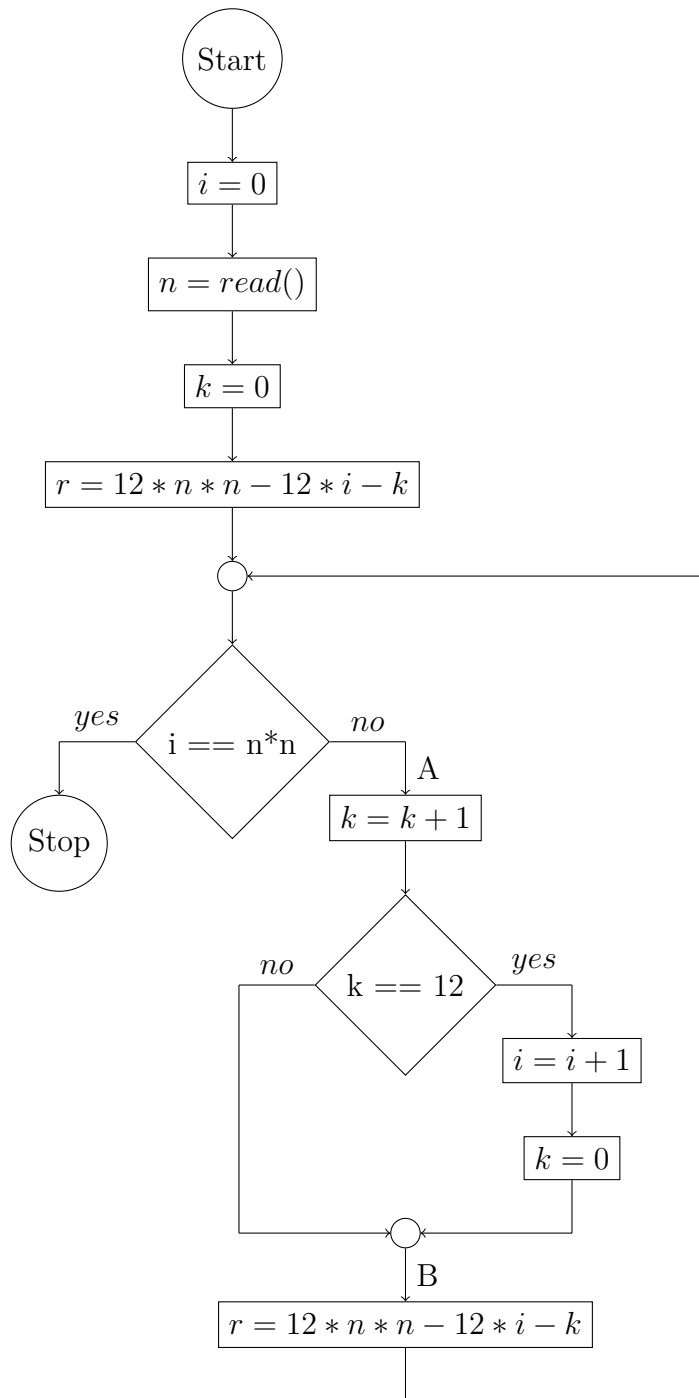 Start
i = 0
n = read()
k = 0
r = 12 ∗ n ∗ n − 12 ∗ i − k
yes
i == n*n
no
A
Stop
k = k + 1
no
k == 12
yes
i = i + 1
k = 0
B
r = 12 ∗ n ∗ n − 12 ∗ i − k